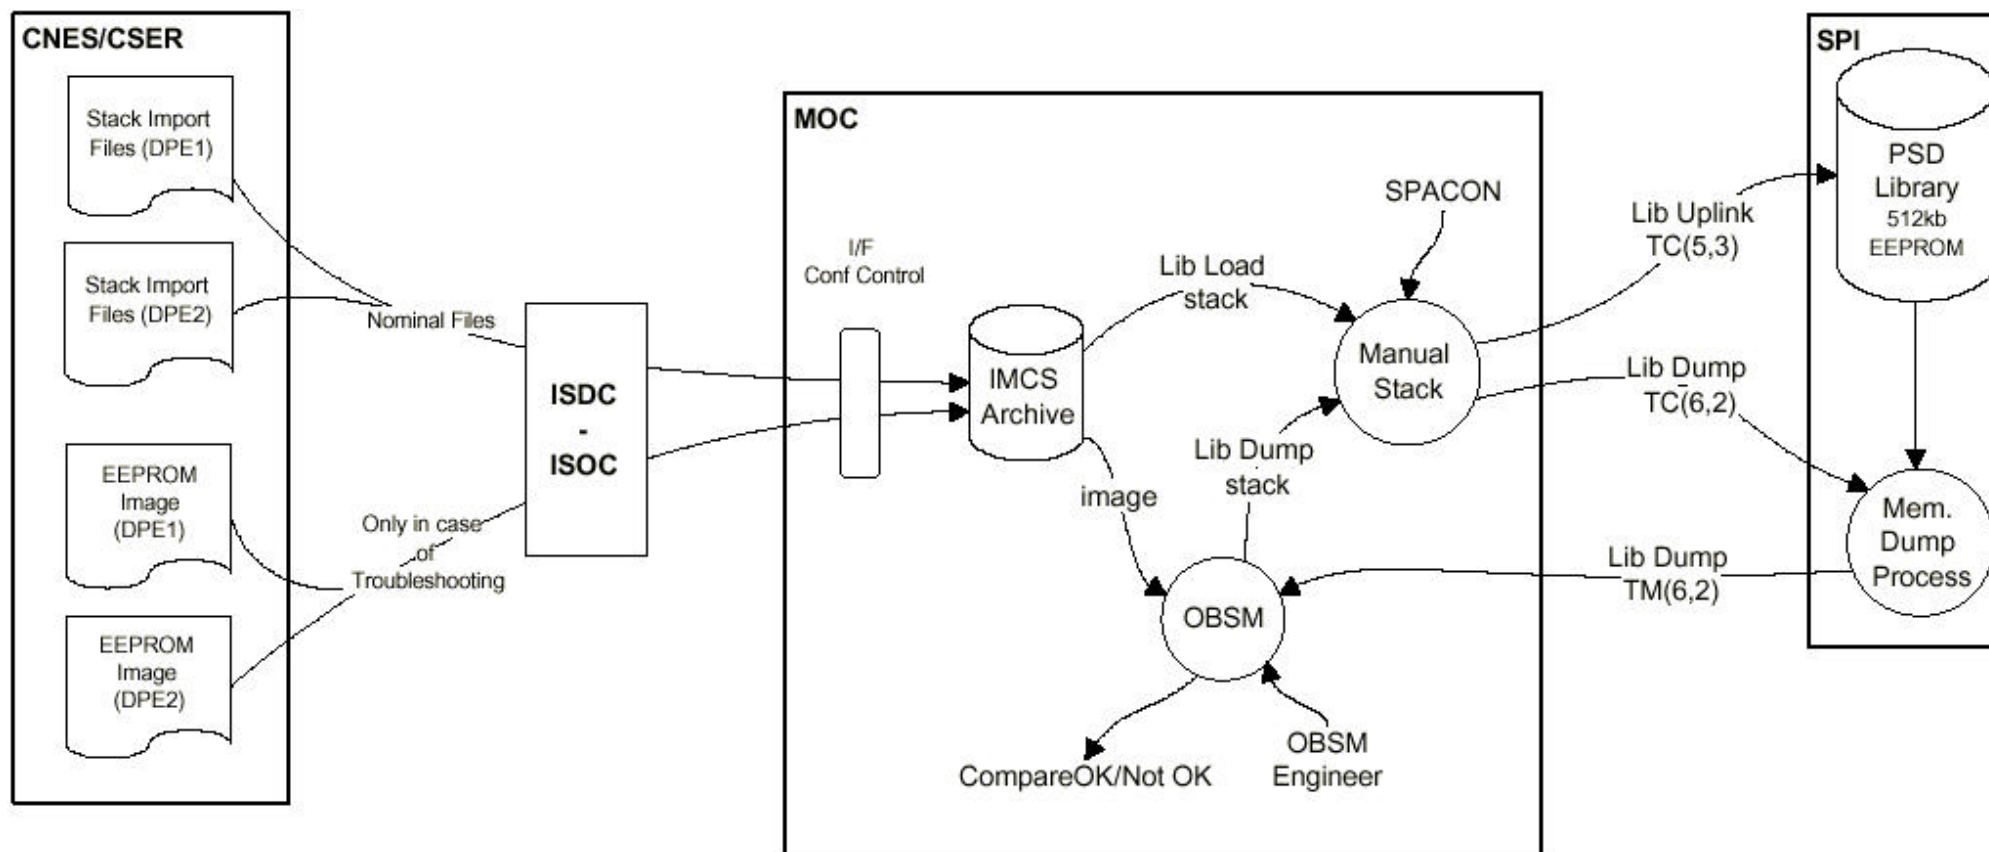 CNES/CSER
Stack Import
Files (DPE1)
Stack Import
Files (DPE2)
EEPROM
Image
(DPE1)
EEPROM
Image
(DPE2)
Nominal Files
Only in case
of
Troubleshooting
ISDC
-
ISOC
MOC
I/F
Conf Control
IMCS
Archive
Lib Load
stack
SPACON
Manual
Stack
Lib Dump
stack
image
OBSM
CompareOK/Not OK
OBSM
Engineer
Lib Uplink
TC(5,3)
Lib Dump
TC(6,2)
Lib Dump
TM(6,2)
SPI
PSD
Library
512kb
EEPROM
Mem.
Dump
Process